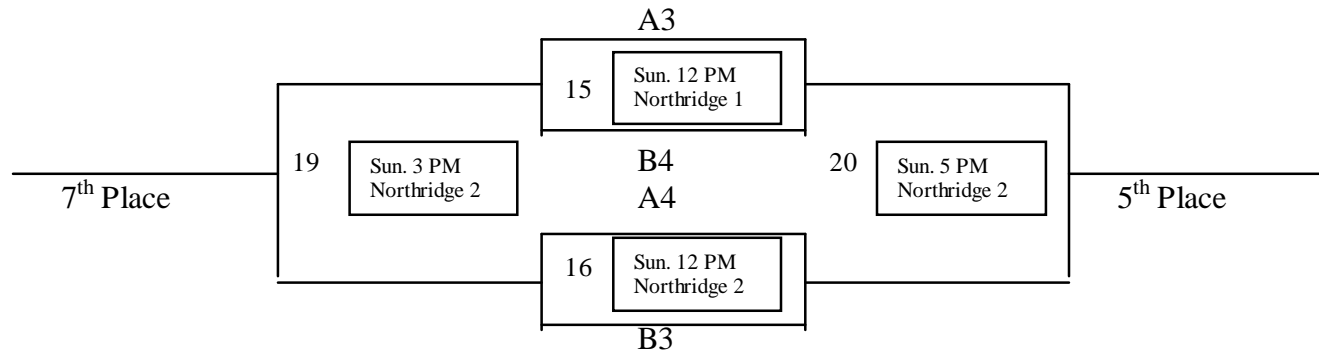 A3
15
Sun. 12 PM
Northridge 1
19
Sun. 3 PM
Northridge 2
B4
A4
20
Sun. 5 PM
Northridge 2
7th Place
5th Place
16
Sun. 12 PM
Northridge 2
B3